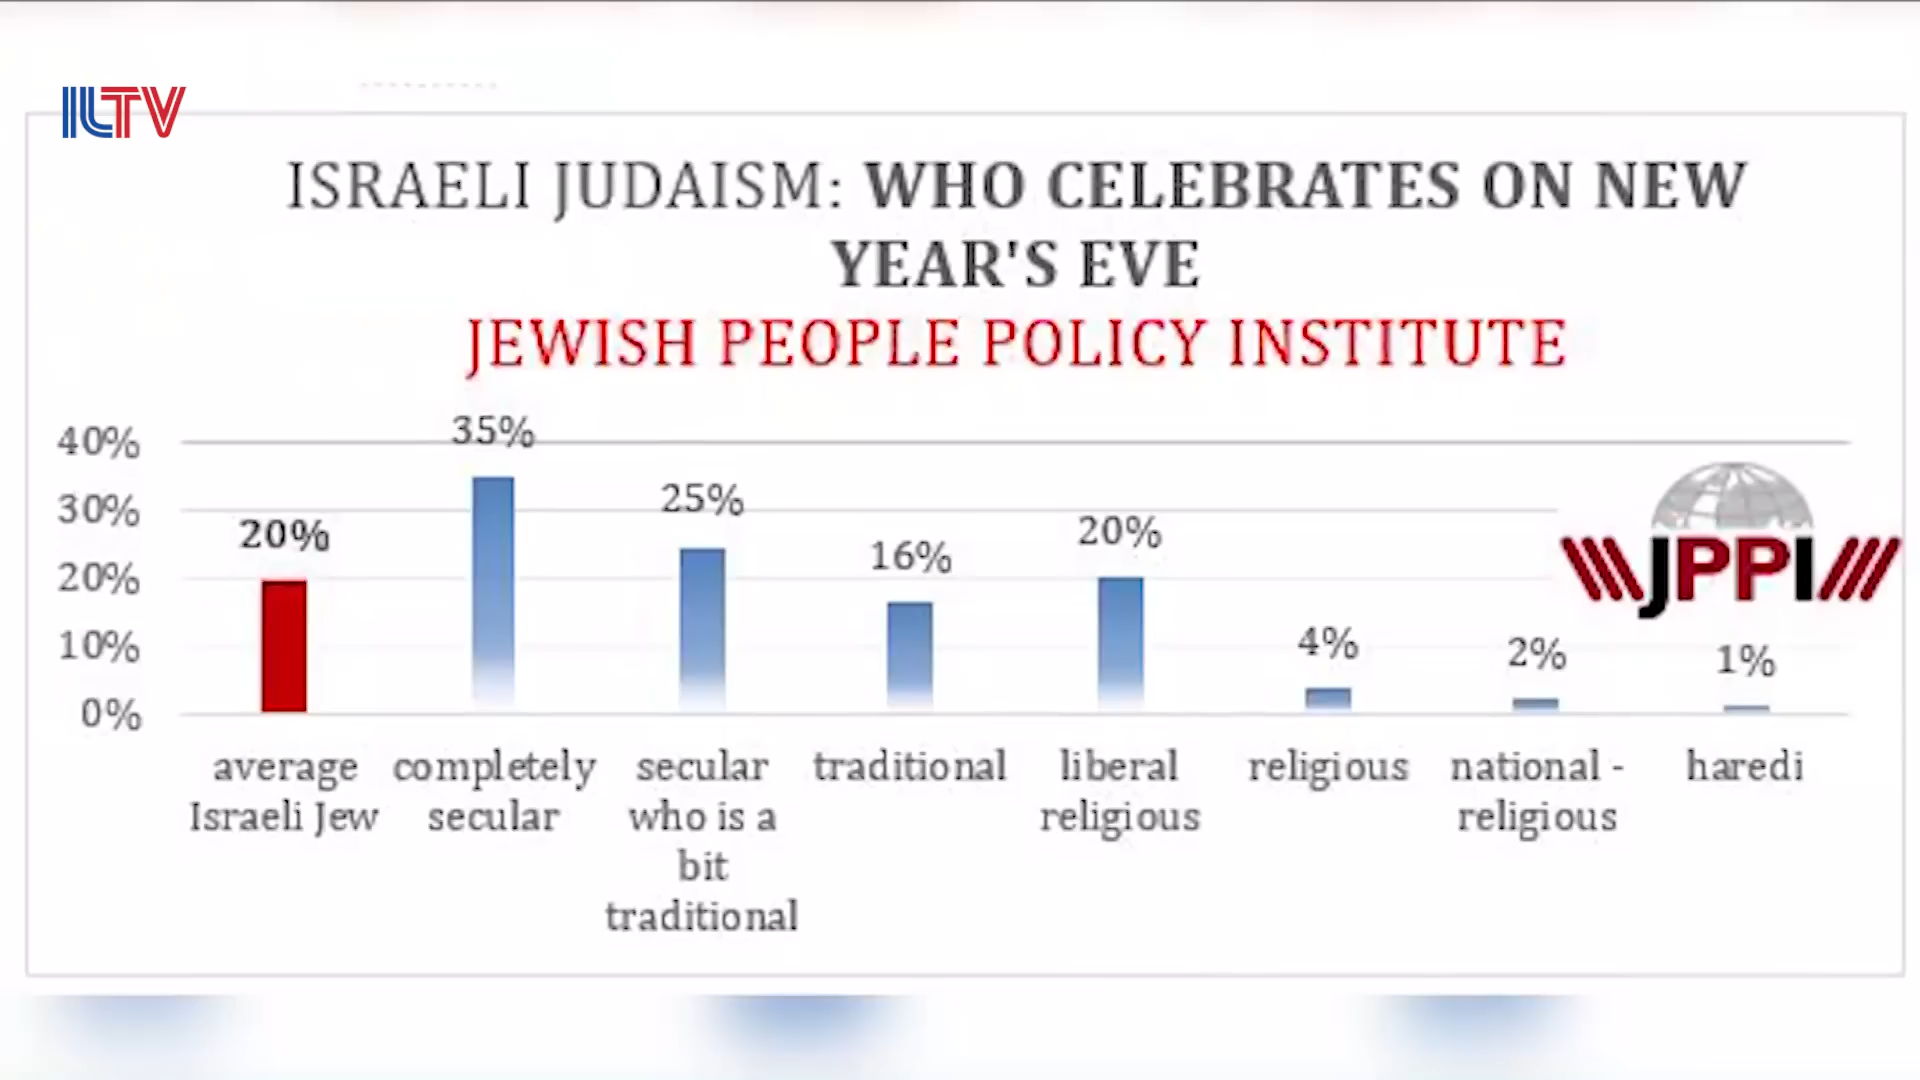 ILTV
ISRAELI JUDAISM: WHO CELEBRATES ON NEW
YEAR'S EVE
JEWISH PEOPLE POLICY INSTITUTE
40%
30%
20%
10%
0%
20%
35%
25%
16%
20%
4%
2%
1%
JPPI
average
Israeli Jew
completely
secular
secular
who is a
bit
traditional
traditional
liberal
religious
religious
national -
religious
haredi